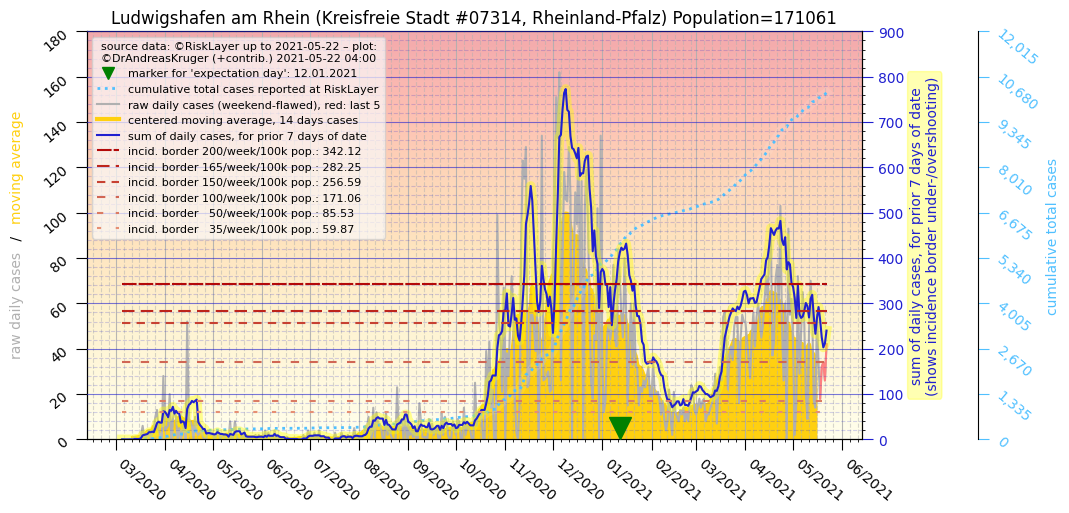 Ludwigshafen am Rhein (Kreisfreie Stadt #07314, Rheinland-Pfalz) Population=171061
source data: ©RiskLayer up to 2021-05-22 – plot:
©DrAndreasKruger (+contrib.) 2021-05-22 04:00
marker for 'expectation day': 12.01.2021
cumulative total cases reported at RiskLayer
raw daily cases (weekend-flawed), red: last 5
centered moving average, 14 days cases
sum of daily cases, for prior 7 days of date
incid. border 200/week/100k pop.: 342.12
incid. border 165/week/100k pop.: 282.25
incid. border 150/week/100k pop.: 256.59
incid. border 100/week/100k pop.: 171.06
incid. border 50/week/100k pop.: 85.53
incid. border 35/week/100k pop.: 59.87
raw daily cases / moving average
180
160
140
120
100
80
60
40
20
0
03/2020
04/2020
05/2020
06/2020
07/2020
08/2020
09/2020
10/2020
11/2020
12/2020
01/2021
02/2021
03/2021
04/2021
05/2021
06/2021
900
800
700
600
500
400
300
200
100
0
sum of daily cases, for prior 7 days of date
(shows incidence border under-/overshooting)
12,015
10,680
9,345
8,010
6,675
5,340
4,005
2,670
1,335
0
cumulative total cases